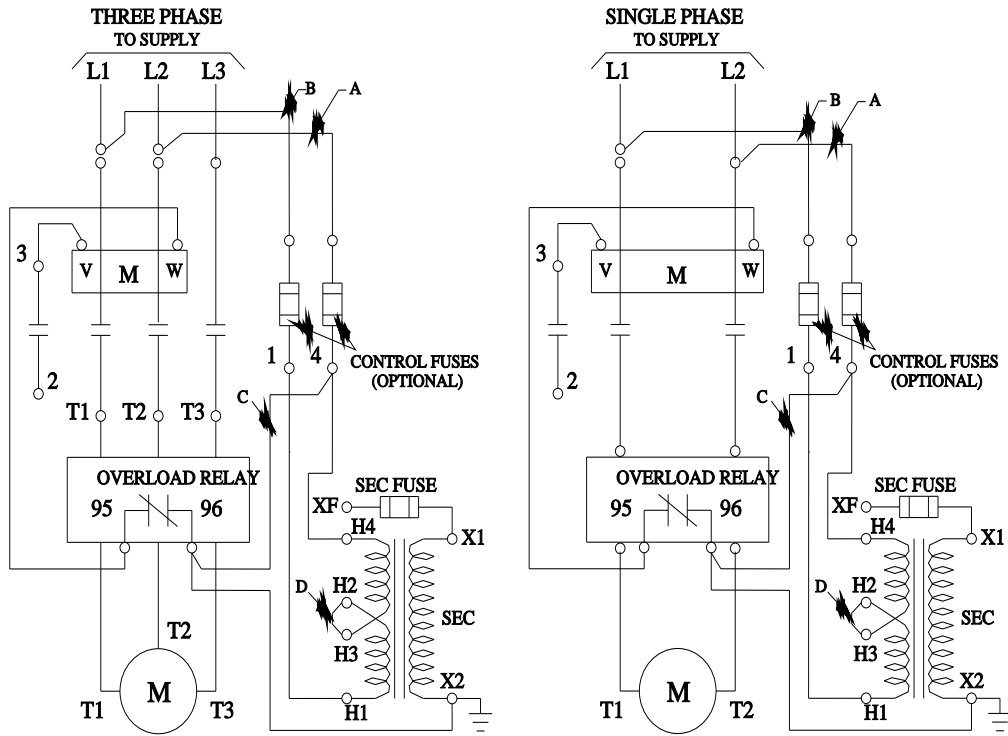 THREE PHASE
TO SUPPLY
L1 L2 L3
B A
3
V M W
1 4
CONTROL FUSES
(OPTIONAL)
2
C
T1 T2 T3
OVERLOAD RELAY
95 96
SEC FUSE
XF
H4 X1
D H2
SEC
H3
T2
X2
M
T1 T3
H1
SINGLE PHASE
TO SUPPLY
L1 L2
B A
3
V M W
1 4
CONTROL FUSES
(OPTIONAL)
2
C
OVERLOAD RELAY
95 96
SEC FUSE
XF
H4 X1
D H2
SEC
H3
X2
M
T1 T2
H1